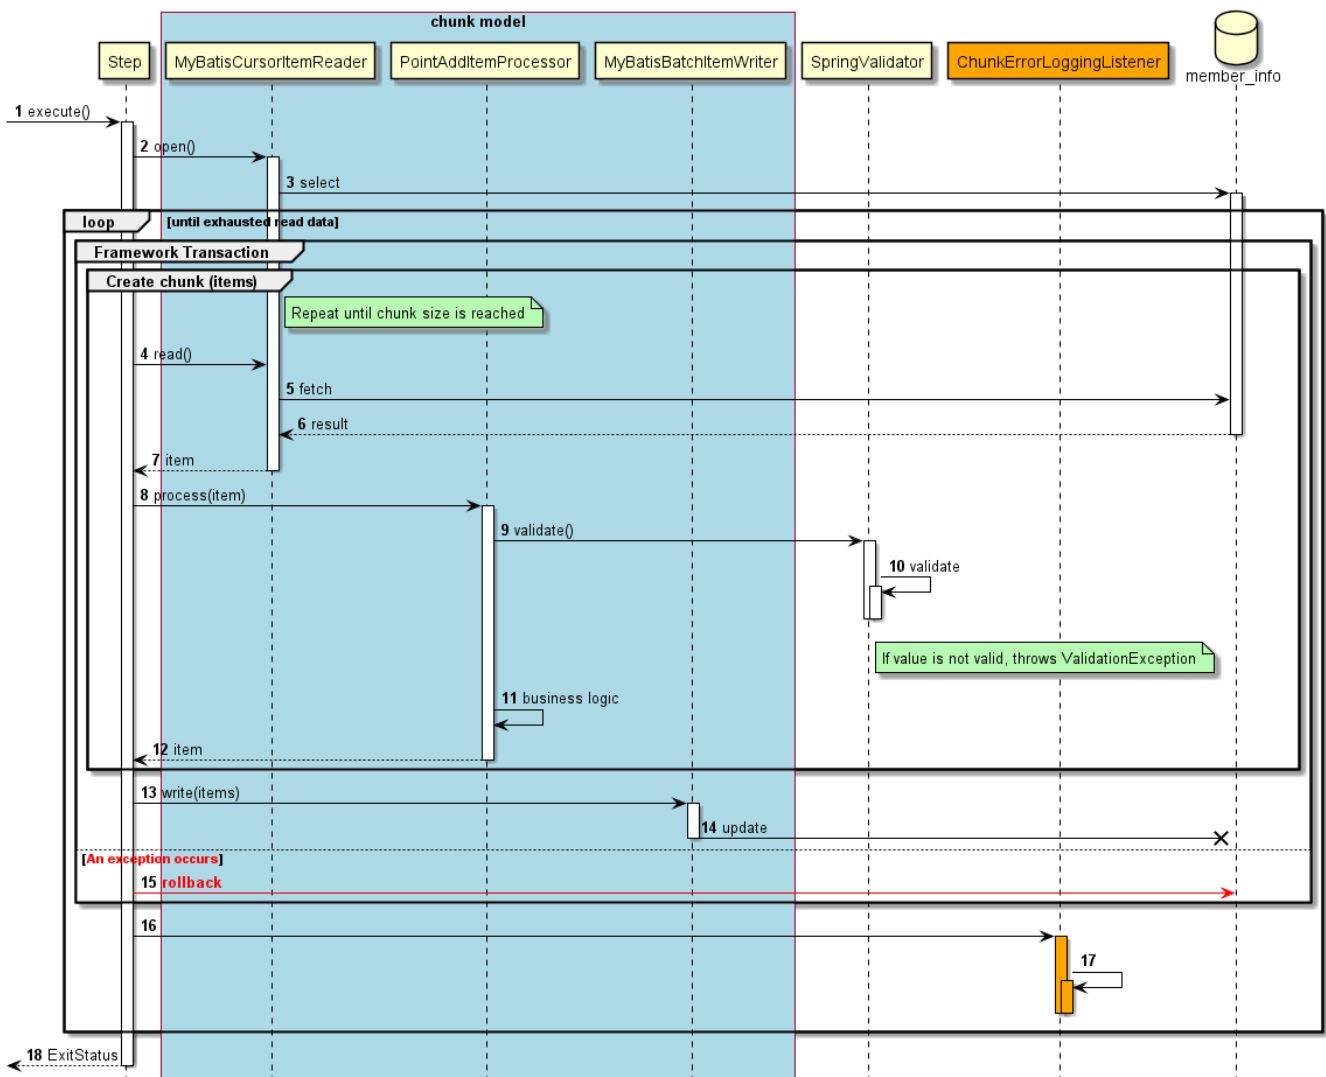 chunk model
Step
MyBatisCursorItemReader
PointAddItemProcessor
MyBatisBatchItemWriter
SpringValidator
ChunkErrorLoggingListener
member_info
1 execute()
2 open()
3 select
loop [until exhausted read data]
Framework Transaction
Create chunk (items)
Repeat until chunk size is reached
4 read()
5 fetch
6 result
7 item
8 process(item)
9 validate()
10 validate
If value is not valid, throws ValidationException
11 business logic
12 item
13 write(items)
14 update
[An exception occurs]
15 rollback
16
17
18 ExitStatus